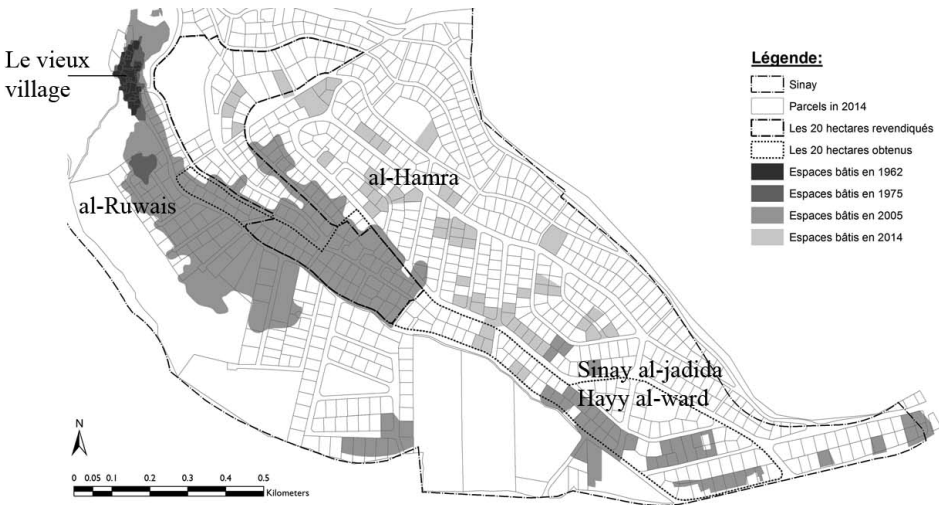 Le vieux
village
al-Ruwais
al-Hamra
Sinay al-jadida
Hayy al-ward
Légende:
Sinay
Parcels in 2014
Les 20 hectares revendiqués
Les 20 hectares obtenus
Espaces bâtis en 1962
Espaces bâtis en 1975
Espaces bâtis en 2005
Espaces bâtis en 2014
N
0 0.05 0.1 0.2 0.3 0.4 0.5
Kilometers